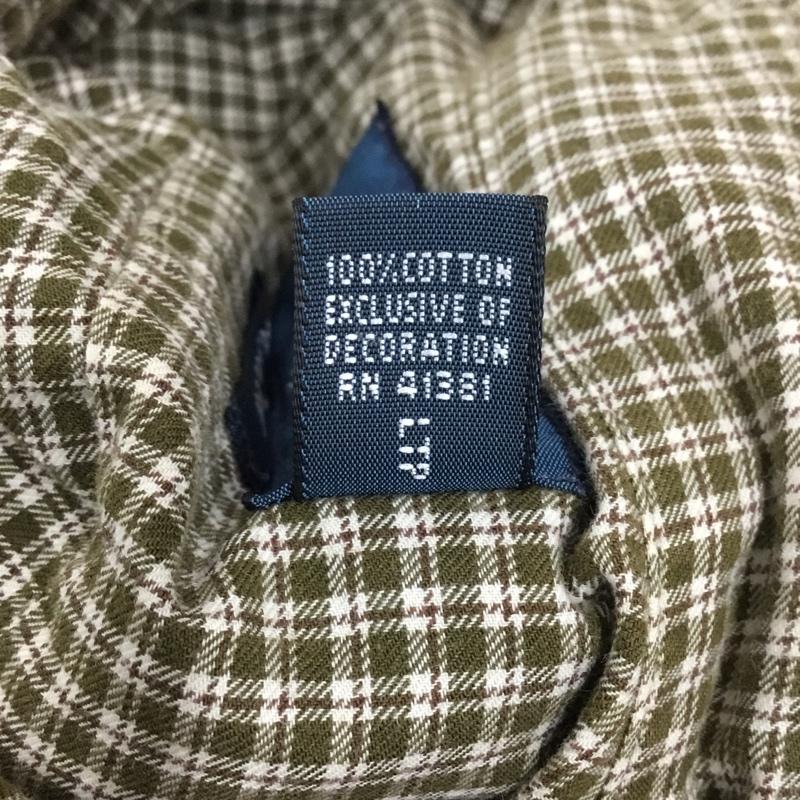 100%COTTON
EXCLUSIVE OF
DECORATION
RN 41381
LTP